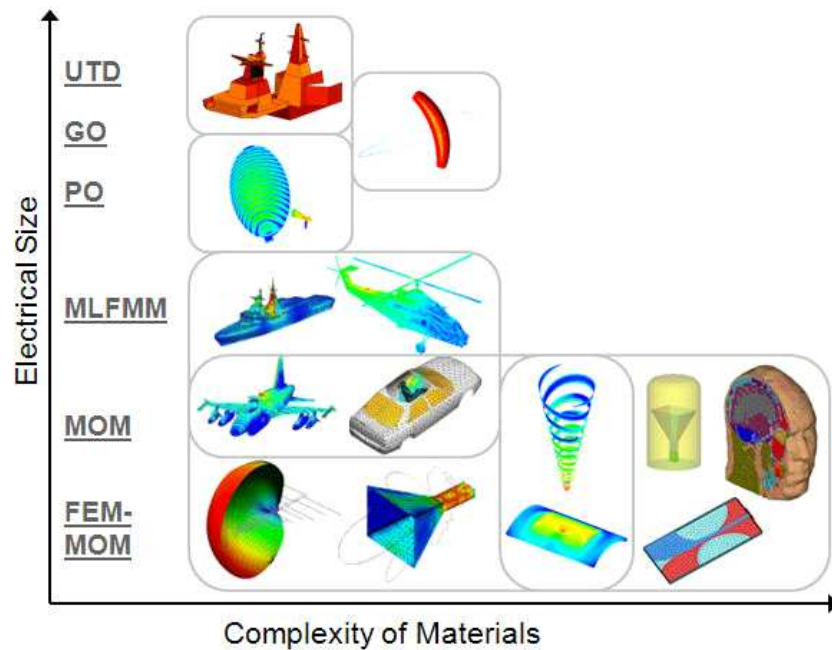 UTD
GO
PO
MLFMM
MOM
FEM-
MOM
Electrical Size
Complexity of Materials